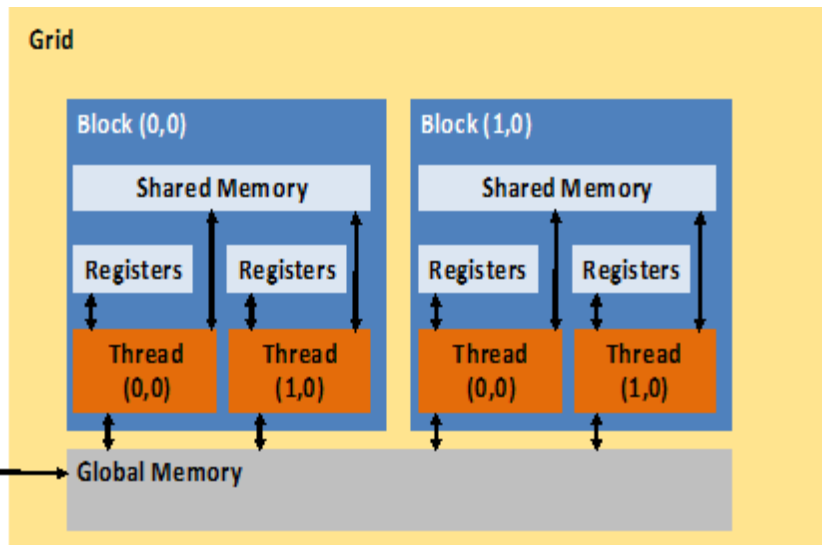 Grid
Block (0,0)
Block (1,0)
Shared Memory
Shared Memory
Registers
Registers
Registers
Registers
Thread
(0,0)
Thread
(1,0)
Thread
(0,0)
Thread
(1,0)
Global Memory